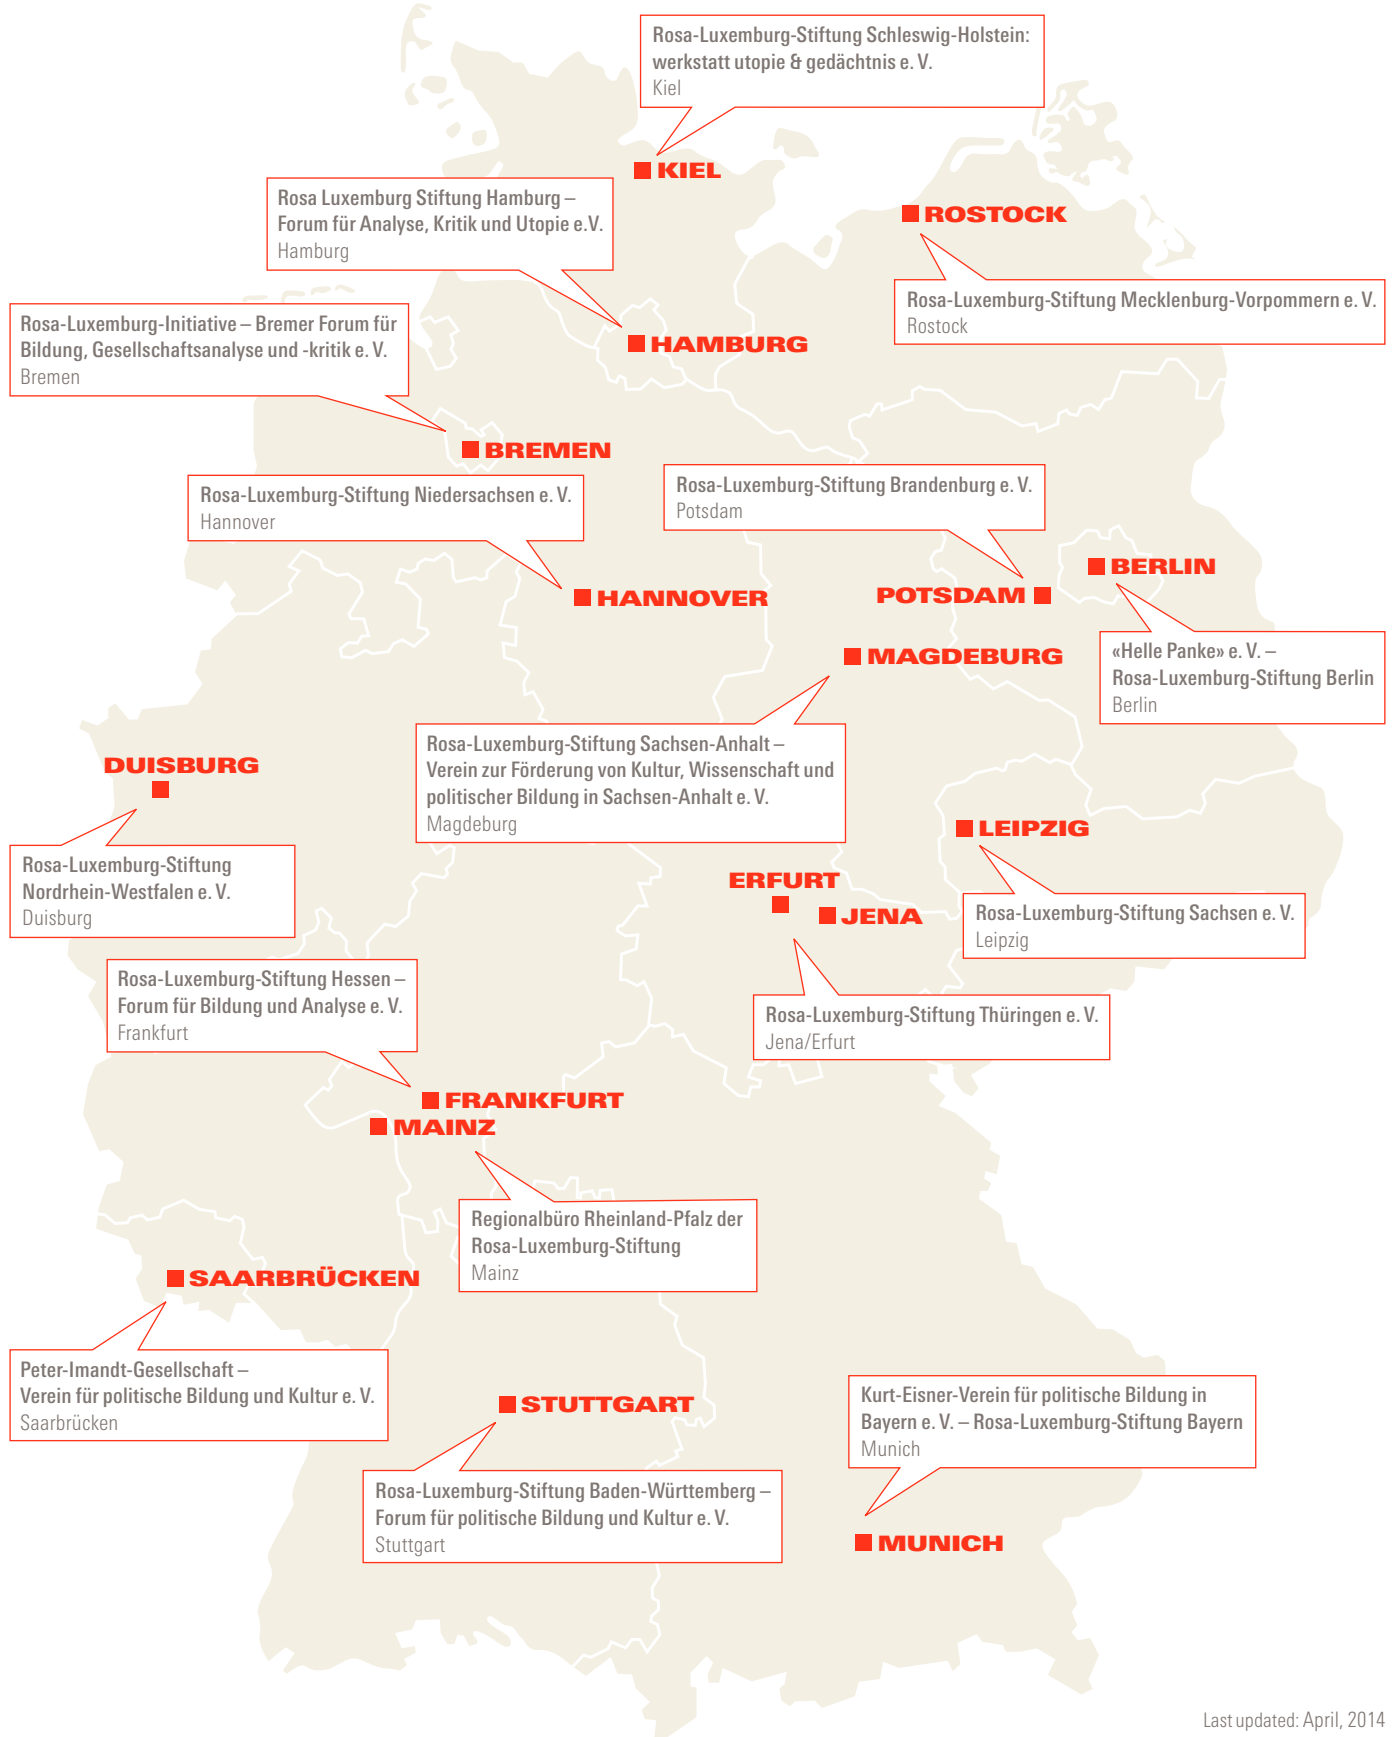 Rosa-Luxemburg-Stiftung Schleswig-Holstein:
werkstatt utopie & gedächtnis e. V.
Kiel
KIEL
Rosa Luxemburg Stiftung Hamburg –
Forum für Analyse, Kritik und Utopie e.V.
Hamburg
ROSTOCK
Rosa-Luxemburg-Stiftung Mecklenburg-Vorpommern e. V.
Rostock
Rosa-Luxemburg-Initiative – Bremer Forum für
Bildung, Gesellschaftsanalyse und -kritik e. V.
Bremen
HAMBURG
BREMEN
Rosa-Luxemburg-Stiftung Niedersachsen e. V.
Hannover
Rosa-Luxemburg-Stiftung Brandenburg e. V.
Potsdam
BERLIN
HANNOVER
POTSDAM
«Helle Panke» e. V. –
Rosa-Luxemburg-Stiftung Berlin
Berlin
MAGDEBURG
Rosa-Luxemburg-Stiftung Sachsen-Anhalt –
Verein zur Förderung von Kultur, Wissenschaft und
politischer Bildung in Sachsen-Anhalt e. V.
Magdeburg
DUISBURG
Rosa-Luxemburg-Stiftung
Nordrhein-Westfalen e. V.
Duisburg
LEIPZIG
Rosa-Luxemburg-Stiftung Sachsen e. V.
Leipzig
ERFURT
JENA
Rosa-Luxemburg-Stiftung Thüringen e. V.
Jena/Erfurt
Rosa-Luxemburg-Stiftung Hessen –
Forum für Bildung und Analyse e. V.
Frankfurt
FRANKFURT
MAINZ
Regionalbüro Rheinland-Pfalz der
Rosa-Luxemburg-Stiftung
Mainz
SAARBRÜCKEN
Peter-Imandt-Gesellschaft –
Verein für politische Bildung und Kultur e. V.
Saarbrücken
STUTTGART
Rosa-Luxemburg-Stiftung Baden-Württemberg –
Forum für politische Bildung und Kultur e. V.
Stuttgart
Kurt-Eisner-Verein für politische Bildung in
Bayern e. V. – Rosa-Luxemburg-Stiftung Bayern
Munich
MUNICH
Last updated: April, 2014